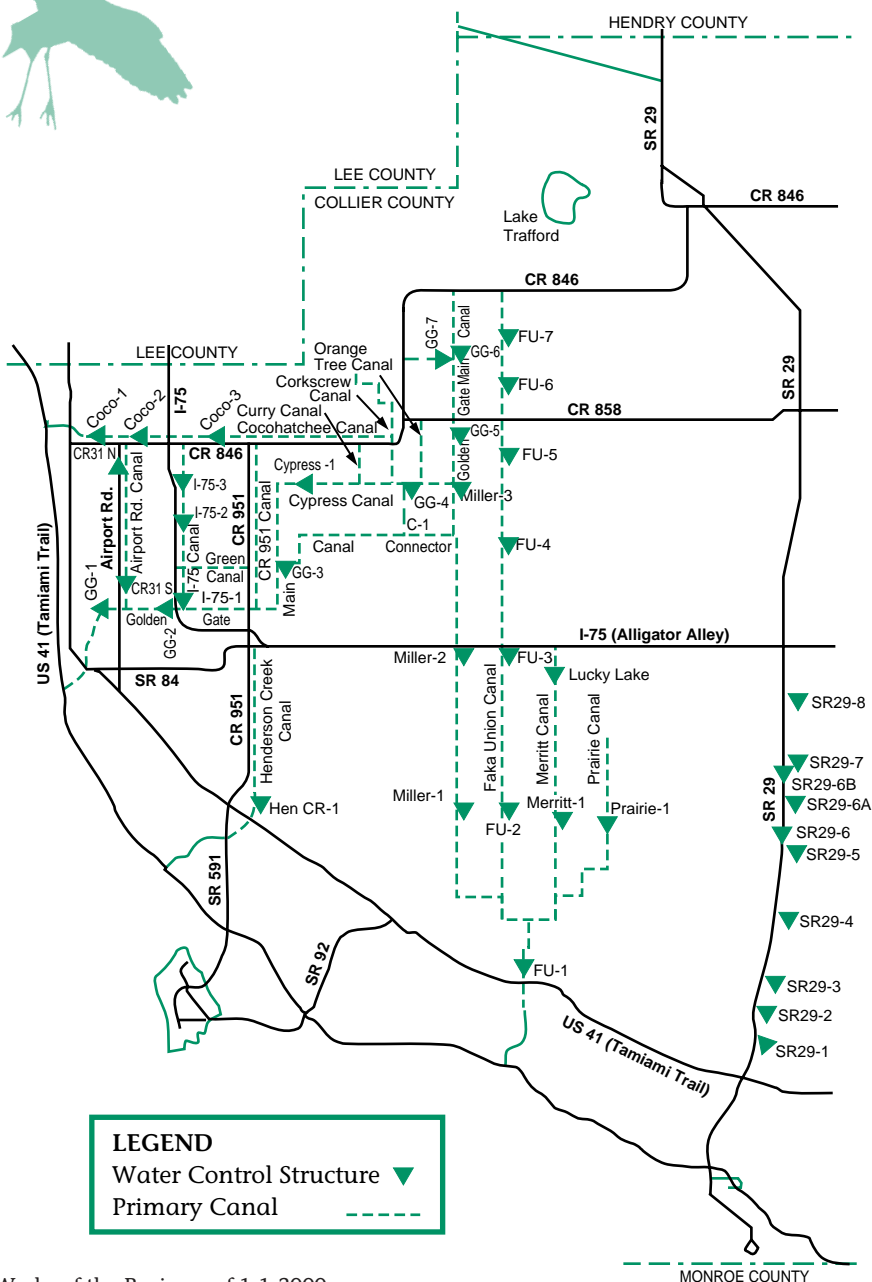 HENDRY COUNTY
SR 29
LEE COUNTY
COLLIER COUNTY
Lake
Trafford
CR 846
CR 846
LEE COUNTY
I-75
Orange
Tree Canal
Corkscrew
Canal
Curry Canal
Cocohatchee Canal
GG-7
Canal
Gate Main
Golden
GG-6
FU-7
FU-6
SR 29
CR 858
Coco-1
Coco-2
Coco-3
GG-5
FU-5
CR31 N
CR 846
Cypress -1
Cypress Canal
GG-4
Miller-3
Airport Rd.
Airport Rd. Canal
I-75-3
I-75-2
I-75 Canal
CR 951
CR 951 Canal
C-1
Connector
Canal
FU-4
Green
Canal
GG-3
Main
GG-1
CR31 S
I-75-1
Golden
Gate
GG-2
US 41 (Tamiami Trail)
I-75 (Alligator Alley)
SR 84
Miller-2
FU-3
Lucky Lake
CR 951
Henderson Creek
Canal
Faka Union Canal
Merritt Canal
Prairie Canal
SR29-8
SR29-7
SR29-6B
SR29-6A
SR 29
SR29-6
SR29-5
Miller-1
Hen CR-1
FU-2
Merritt-1
Prairie-1
SR 591
SR29-4
SR 92
FU-1
SR29-3
SR29-2
SR29-1
US 41 (Tamiami Trail)
LEGEND
Water Control Structure
Primary Canal
MONROE COUNTY